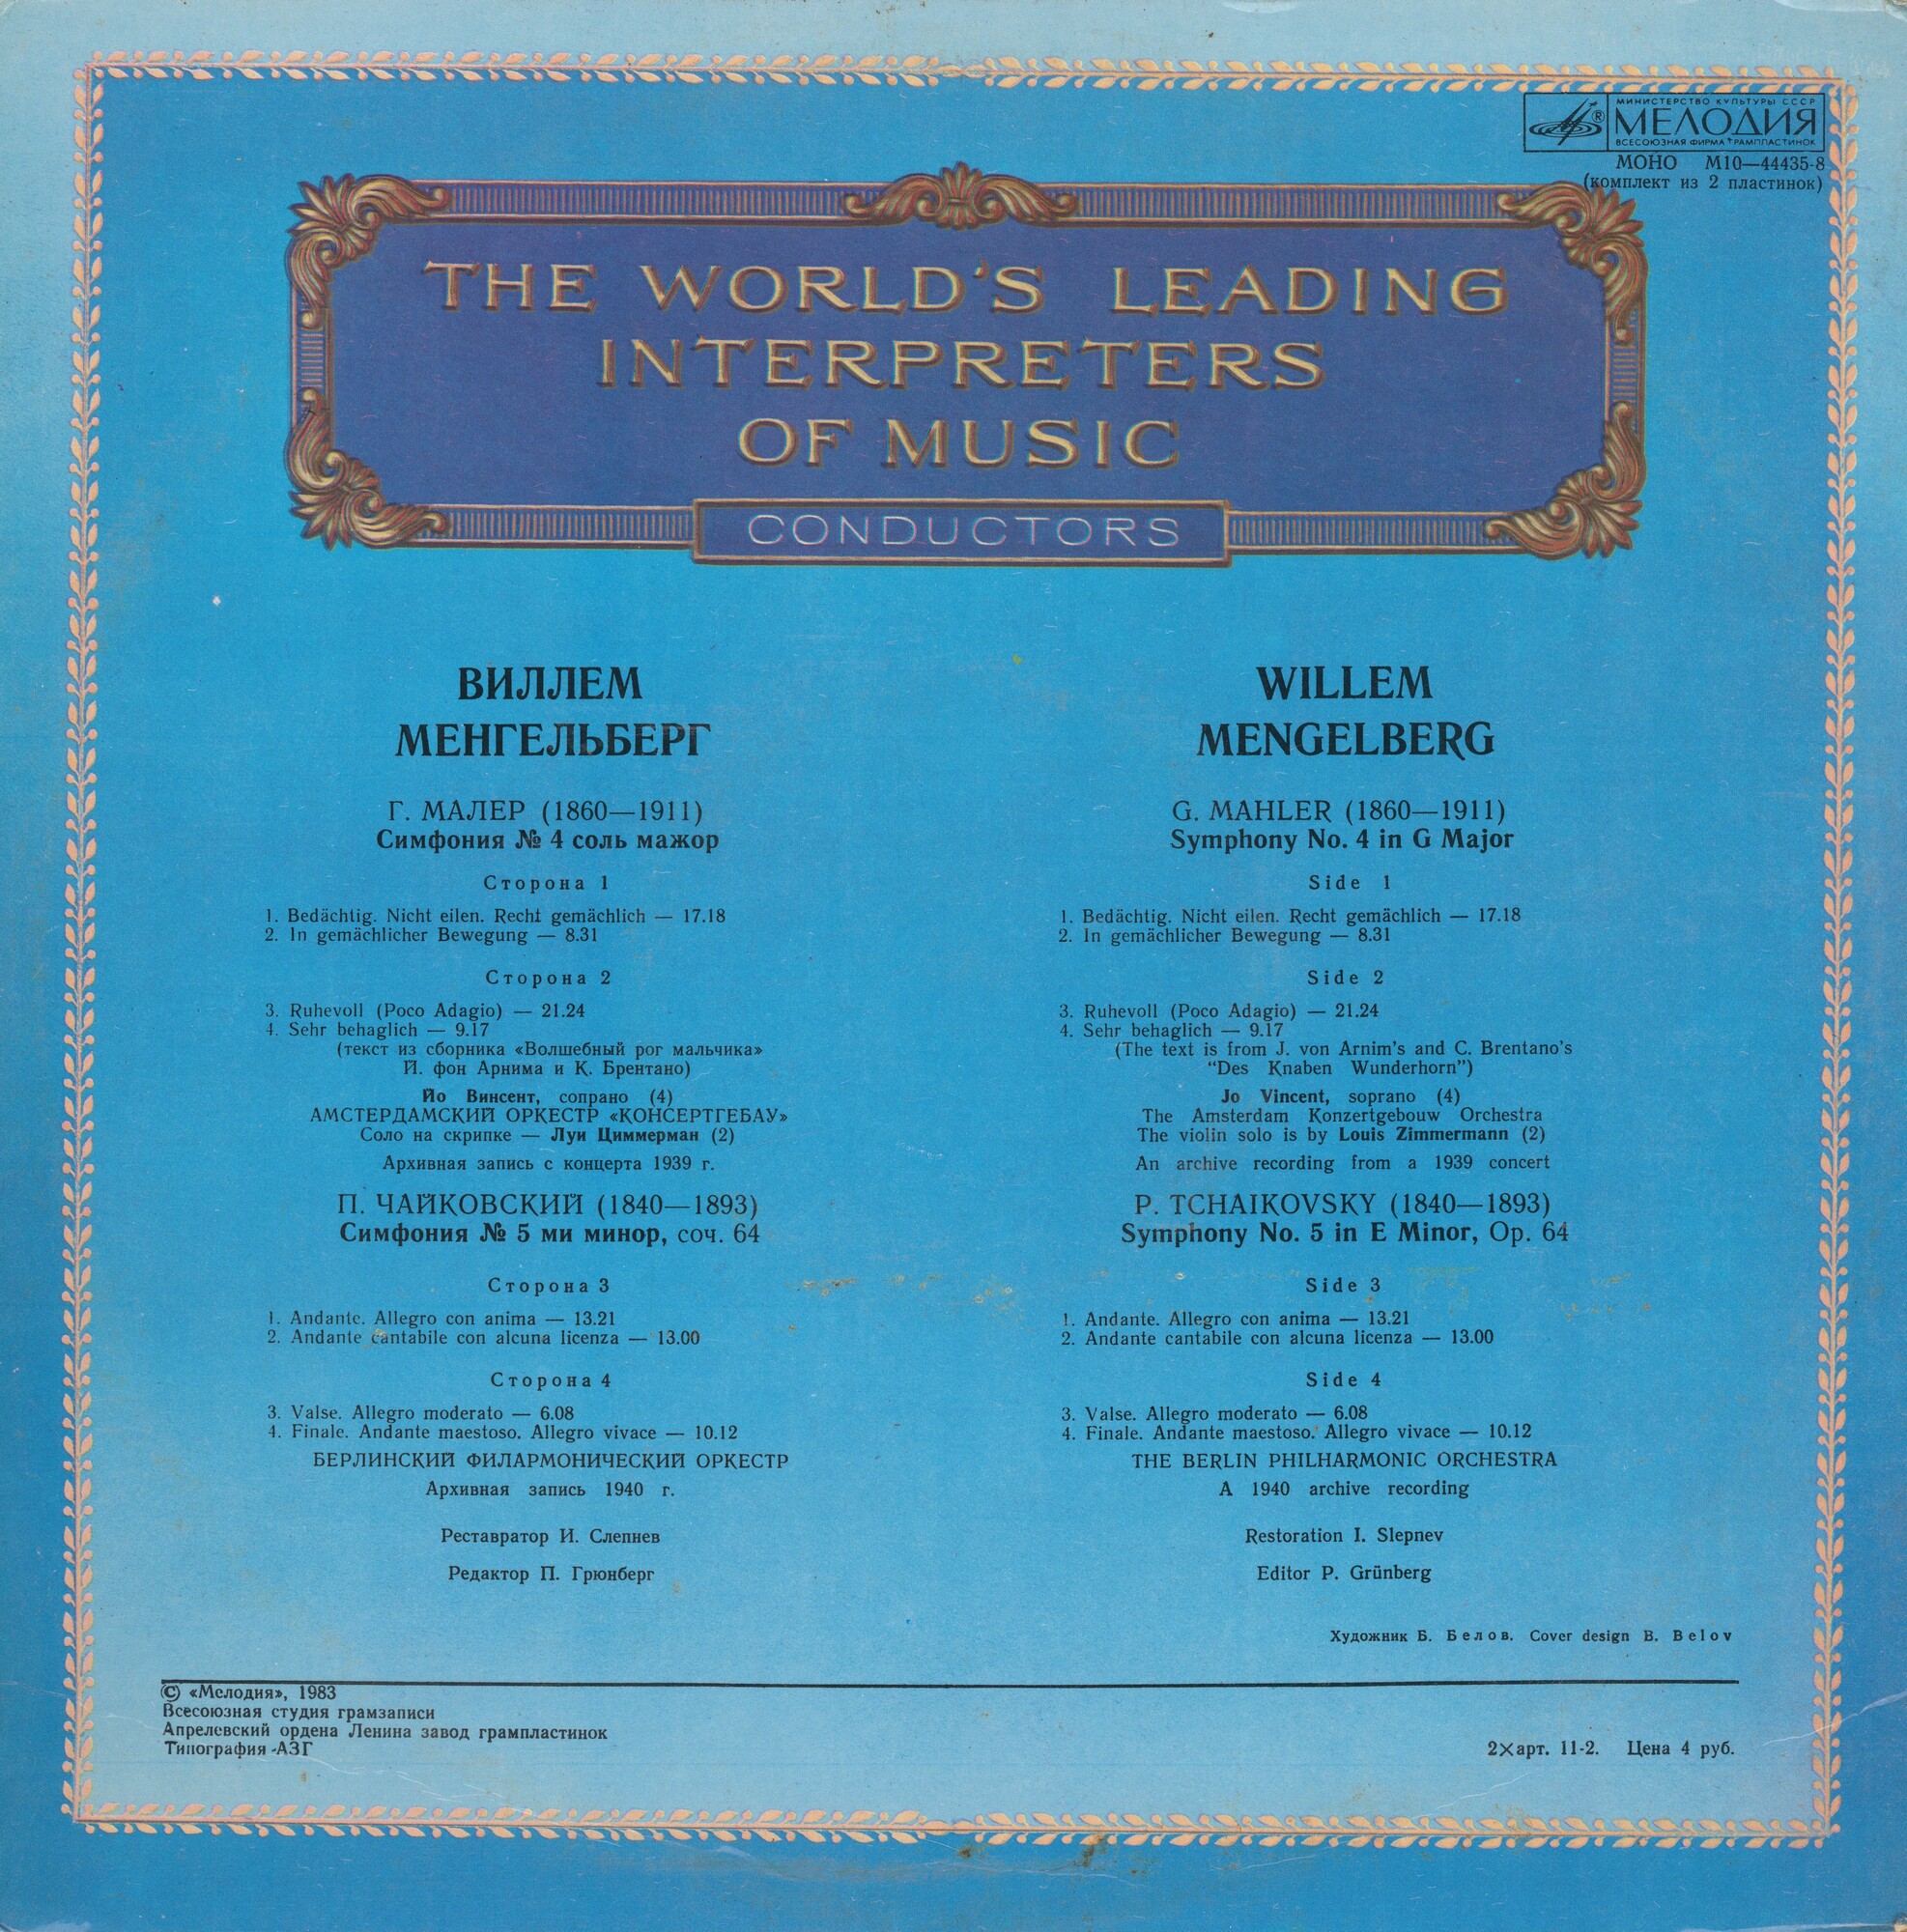 МИНИСТЕРСТВО КУЛЬТУРЫ СССР
МЕЛОДИЯ
ВСЕСОЮЗНАЯ ФИРМА ГРАМПЛАСТИНОК
МОНО М10—44435-8
(комплект из 2 пластинок)
THE WORLD'S LEADING
INTERPRETERS
OF MUSIC
CONDUCTORS
ВИЛЛЕМ
МЕНГЕЛЬБЕРГ
Г. МАЛЕР (1860—1911)
Симфония № 4 соль мажор
Сторона 1
1. Bedächtig. Nicht eilen. Recht gemächlich — 17.18
2. In gemächlicher Bewegung — 8.31
Сторона 2
3. Ruhevoll (Poco Adagio) — 21.24
4. Sehr behaglich — 9.17
(текст из сборника «Волшебный рог мальчика»
Й. фон Арнима и К. Брентано)
Йо Винсент, сопрано (4)
АМСТЕРДАМСКИЙ ОРКЕСТР «КОНСЕРТГЕБАУ»
Соло на скрипке — Луи Циммерман (2)
Архивная запись с концерта 1939 г.
П. ЧАЙКОВСКИЙ (1840—1893)
Симфония № 5 ми минор, соч. 64
Сторона 3
1. Andante. Allegro con anima — 13.21
2. Andante cantabile con alcuna licenza — 13.00
Сторона 4
3. Valse. Allegro moderato — 6.08
4. Finale. Andante maestoso. Allegro vivace — 10.12
БЕРЛИНСКИЙ ФИЛАРМОНИЧЕСКИЙ ОРКЕСТР
Архивная запись 1940 г.
Реставратор И. Слепнев
Редактор П. Грюнберг
WILLEM
MENGELBERG
G. MAHLER (1860—1911)
Symphony No. 4 in G Major
Side 1
1. Bedächtig. Nicht eilen. Recht gemächlich — 17.18
2. In gemächlicher Bewegung — 8.31
Side 2
3. Ruhevoll (Poco Adagio) — 21.24
4. Sehr behaglich — 9.17
(The text is from J. von Arnim's and C. Brentano's
“Des Knaben Wunderhorn”)
Jo Vincent, soprano (4)
The Amsterdam Konzertgebouw Orchestra
The violin solo is by Louis Zimmermann (2)
An archive recording from a 1939 concert
P. TCHAIKOVSKY (1840—1893)
Symphony No. 5 in E Minor, Op. 64
Side 3
1. Andante. Allegro con anima — 13.21
2. Andante cantabile con alcuna licenza — 13.00
Side 4
3. Valse. Allegro moderato — 6.08
4. Finale. Andante maestoso. Allegro vivace — 10.12
THE BERLIN PHILHARMONIC ORCHESTRA
A 1940 archive recording
Restoration I. Slepnev
Editor P. Grünberg
Художник Б. Белов. Cover design B. Belov
© «Мелодия», 1983
Всесоюзная студия грамзаписи
Апрелевский ордена Ленина завод грампластинок
Типография АЗГ
2×арт. 11-2. Цена 4 руб.